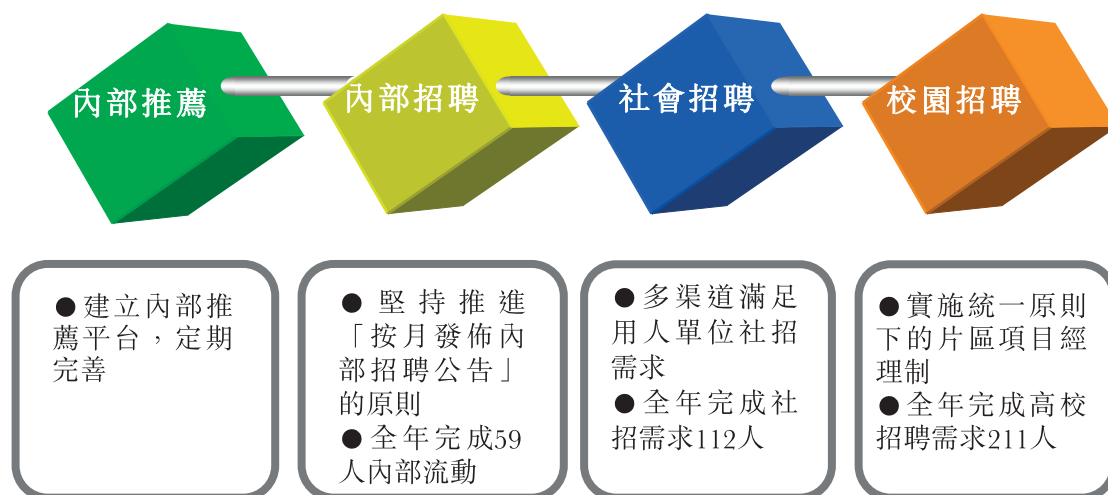 內部推薦
內部招聘
社會招聘
校園招聘
●建立內部推
薦平台，定期
完善
● 堅持推進
「按月發佈內
部招聘公告」
的原則
● 全年完成59
人內部流動
●多渠道滿足
用人單位社招
需求
●全年完成社
招需求112人
●實施統一原則
下的片區項目經
理制
●全年完成高校
招聘需求211人